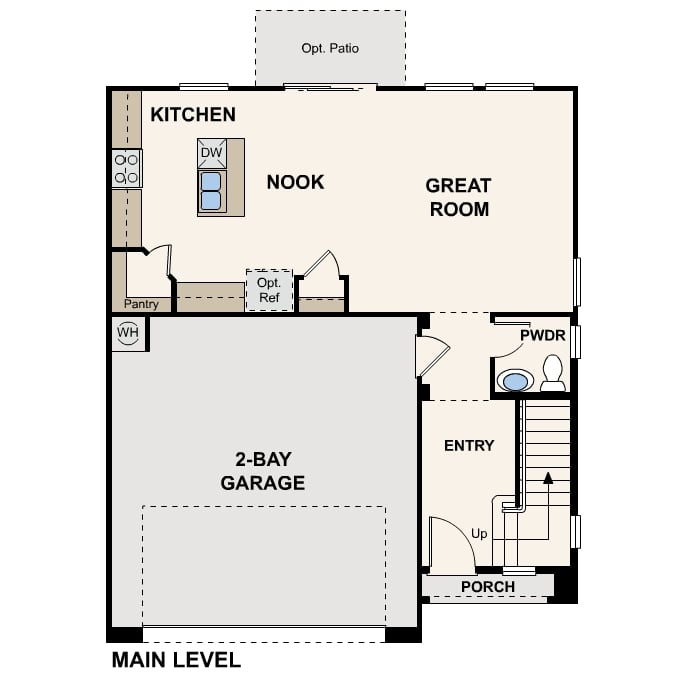 Opt. Patio
KITCHEN
DW
NOOK
GREAT
ROOM
Opt.
Ref
Pantry
WH
PWDR
2-BAY
GARAGE
ENTRY
Up
PORCH
MAIN LEVEL